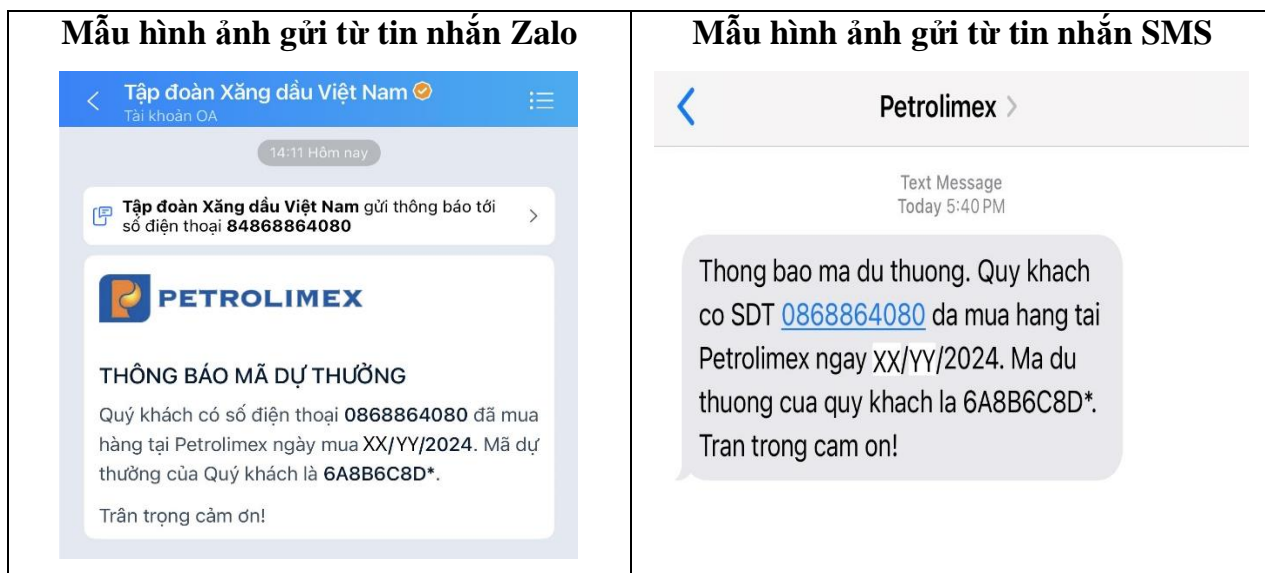 Mẫu hình ảnh gửi từ tin nhắn Zalo
Tập đoàn Xăng dầu Việt Nam
Tài khoản OA
14:11 Hôm nay
Tập đoàn Xăng dầu Việt Nam gửi thông báo tới
số điện thoại 84868864080
PETROLIMEX
THÔNG BÁO MÃ DỰ THƯỞNG
Quý khách có số điện thoại 0868864080 đã mua
hàng tại Petrolimex ngày mua XX/YY/2024. Mã dự
thưởng của Quý khách là 6A8B6C8D*.
Trân trọng cảm ơn!
Mẫu hình ảnh gửi từ tin nhắn SMS
Petrolimex
Text Message
Today 5:40 PM
Thong bao ma du thuong. Quy khach
co SDT 0868864080 da mua hang tai
Petrolimex ngay XX/YY/2024. Ma du
thuong cua quy khach la 6A8B6C8D*.
Tran trong cam on!